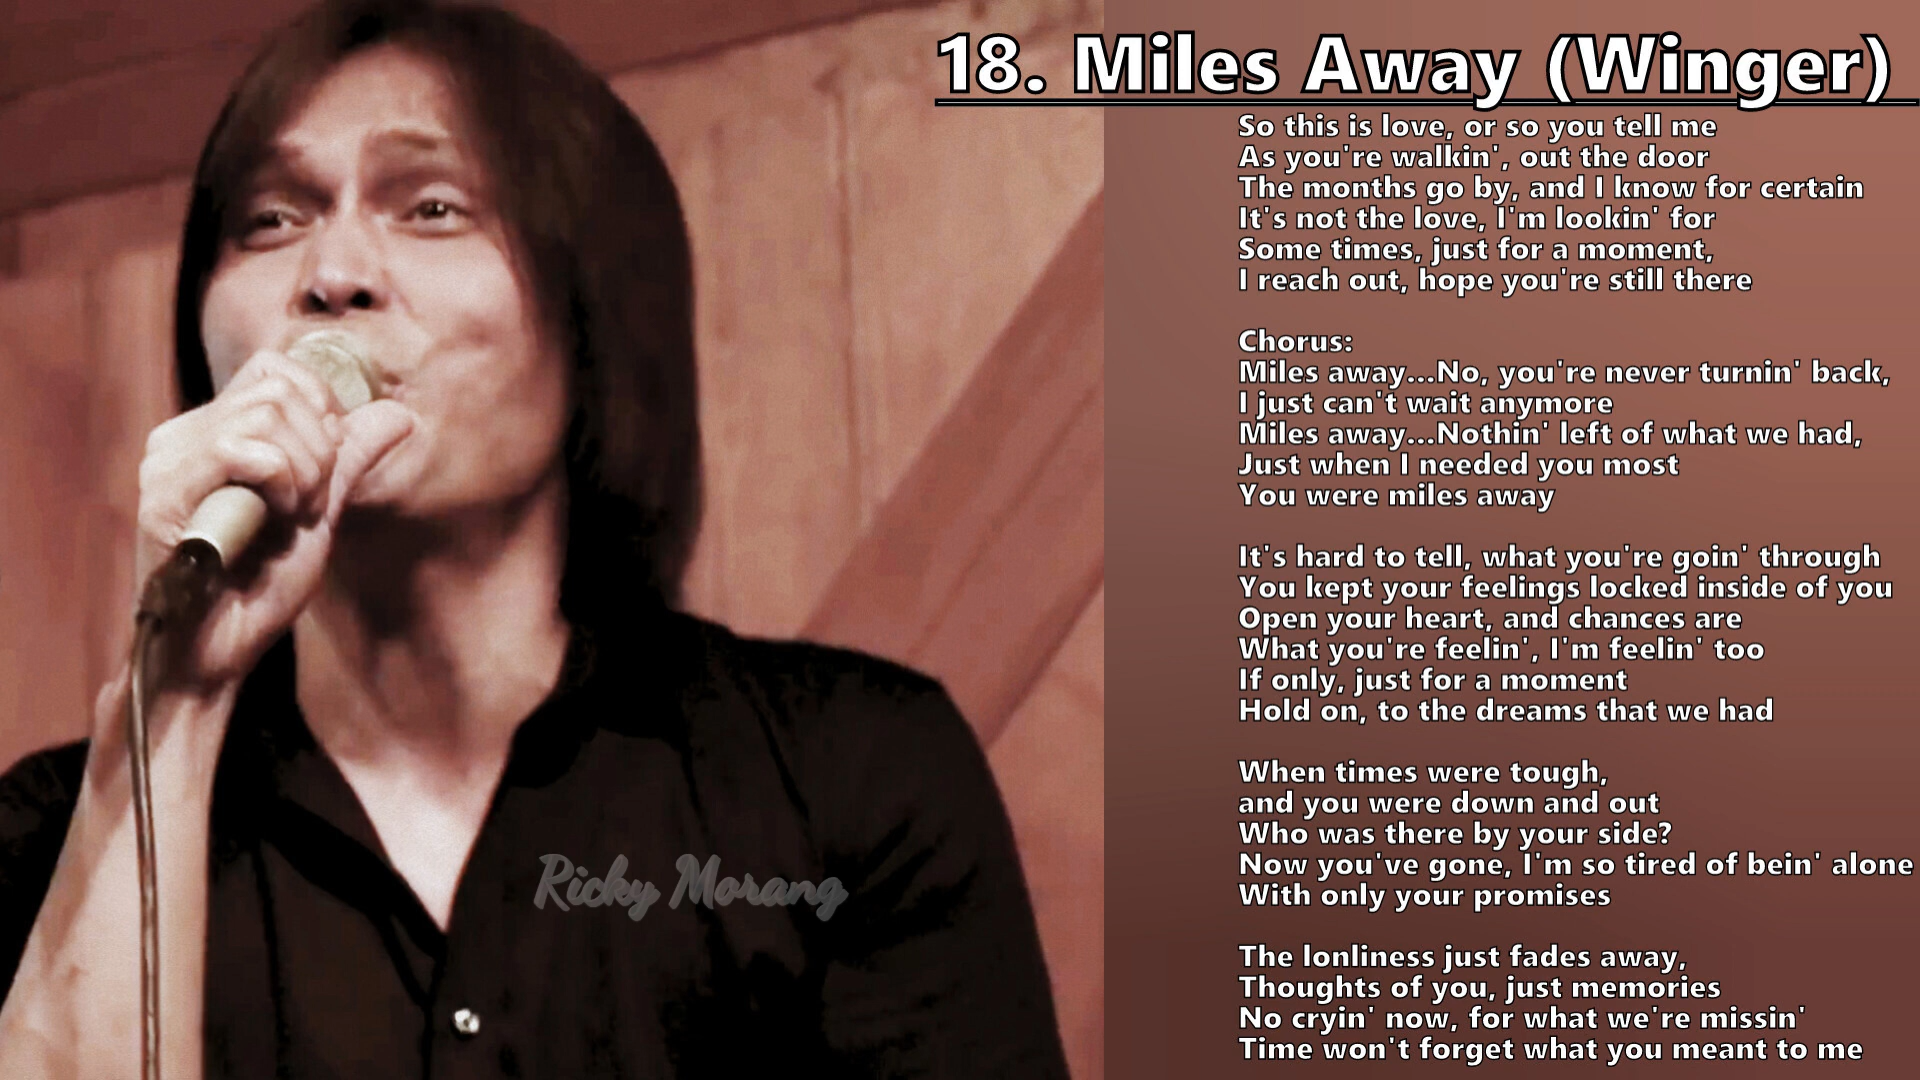 18. Miles Away (Winger)
So this is love, or so you tell me
As you're walkin', out the door
The months go by, and I know for certain
It's not the love, I'm lookin' for
Some times, just for a moment,
I reach out, hope you're still there
Chorus:
Miles away...No, you're never turnin' back,
I just can't wait anymore
Miles away...Nothin' left of what we had,
Just when I needed you most
You were miles away
It's hard to tell, what you're goin' through
You kept your feelings locked inside of you
Open your heart, and chances are
What you're feelin', I'm feelin' too
If only, just for a moment
Hold on, to the dreams that we had
When times were tough,
and you were down and out
Who was there by your side?
Now you've gone, I'm so tired of bein' alone
With only your promises
The lonliness just fades away,
Thoughts of you, just memories
No cryin' now, for what we're missin'
Time won't forget what you meant to me
Ricky Morang